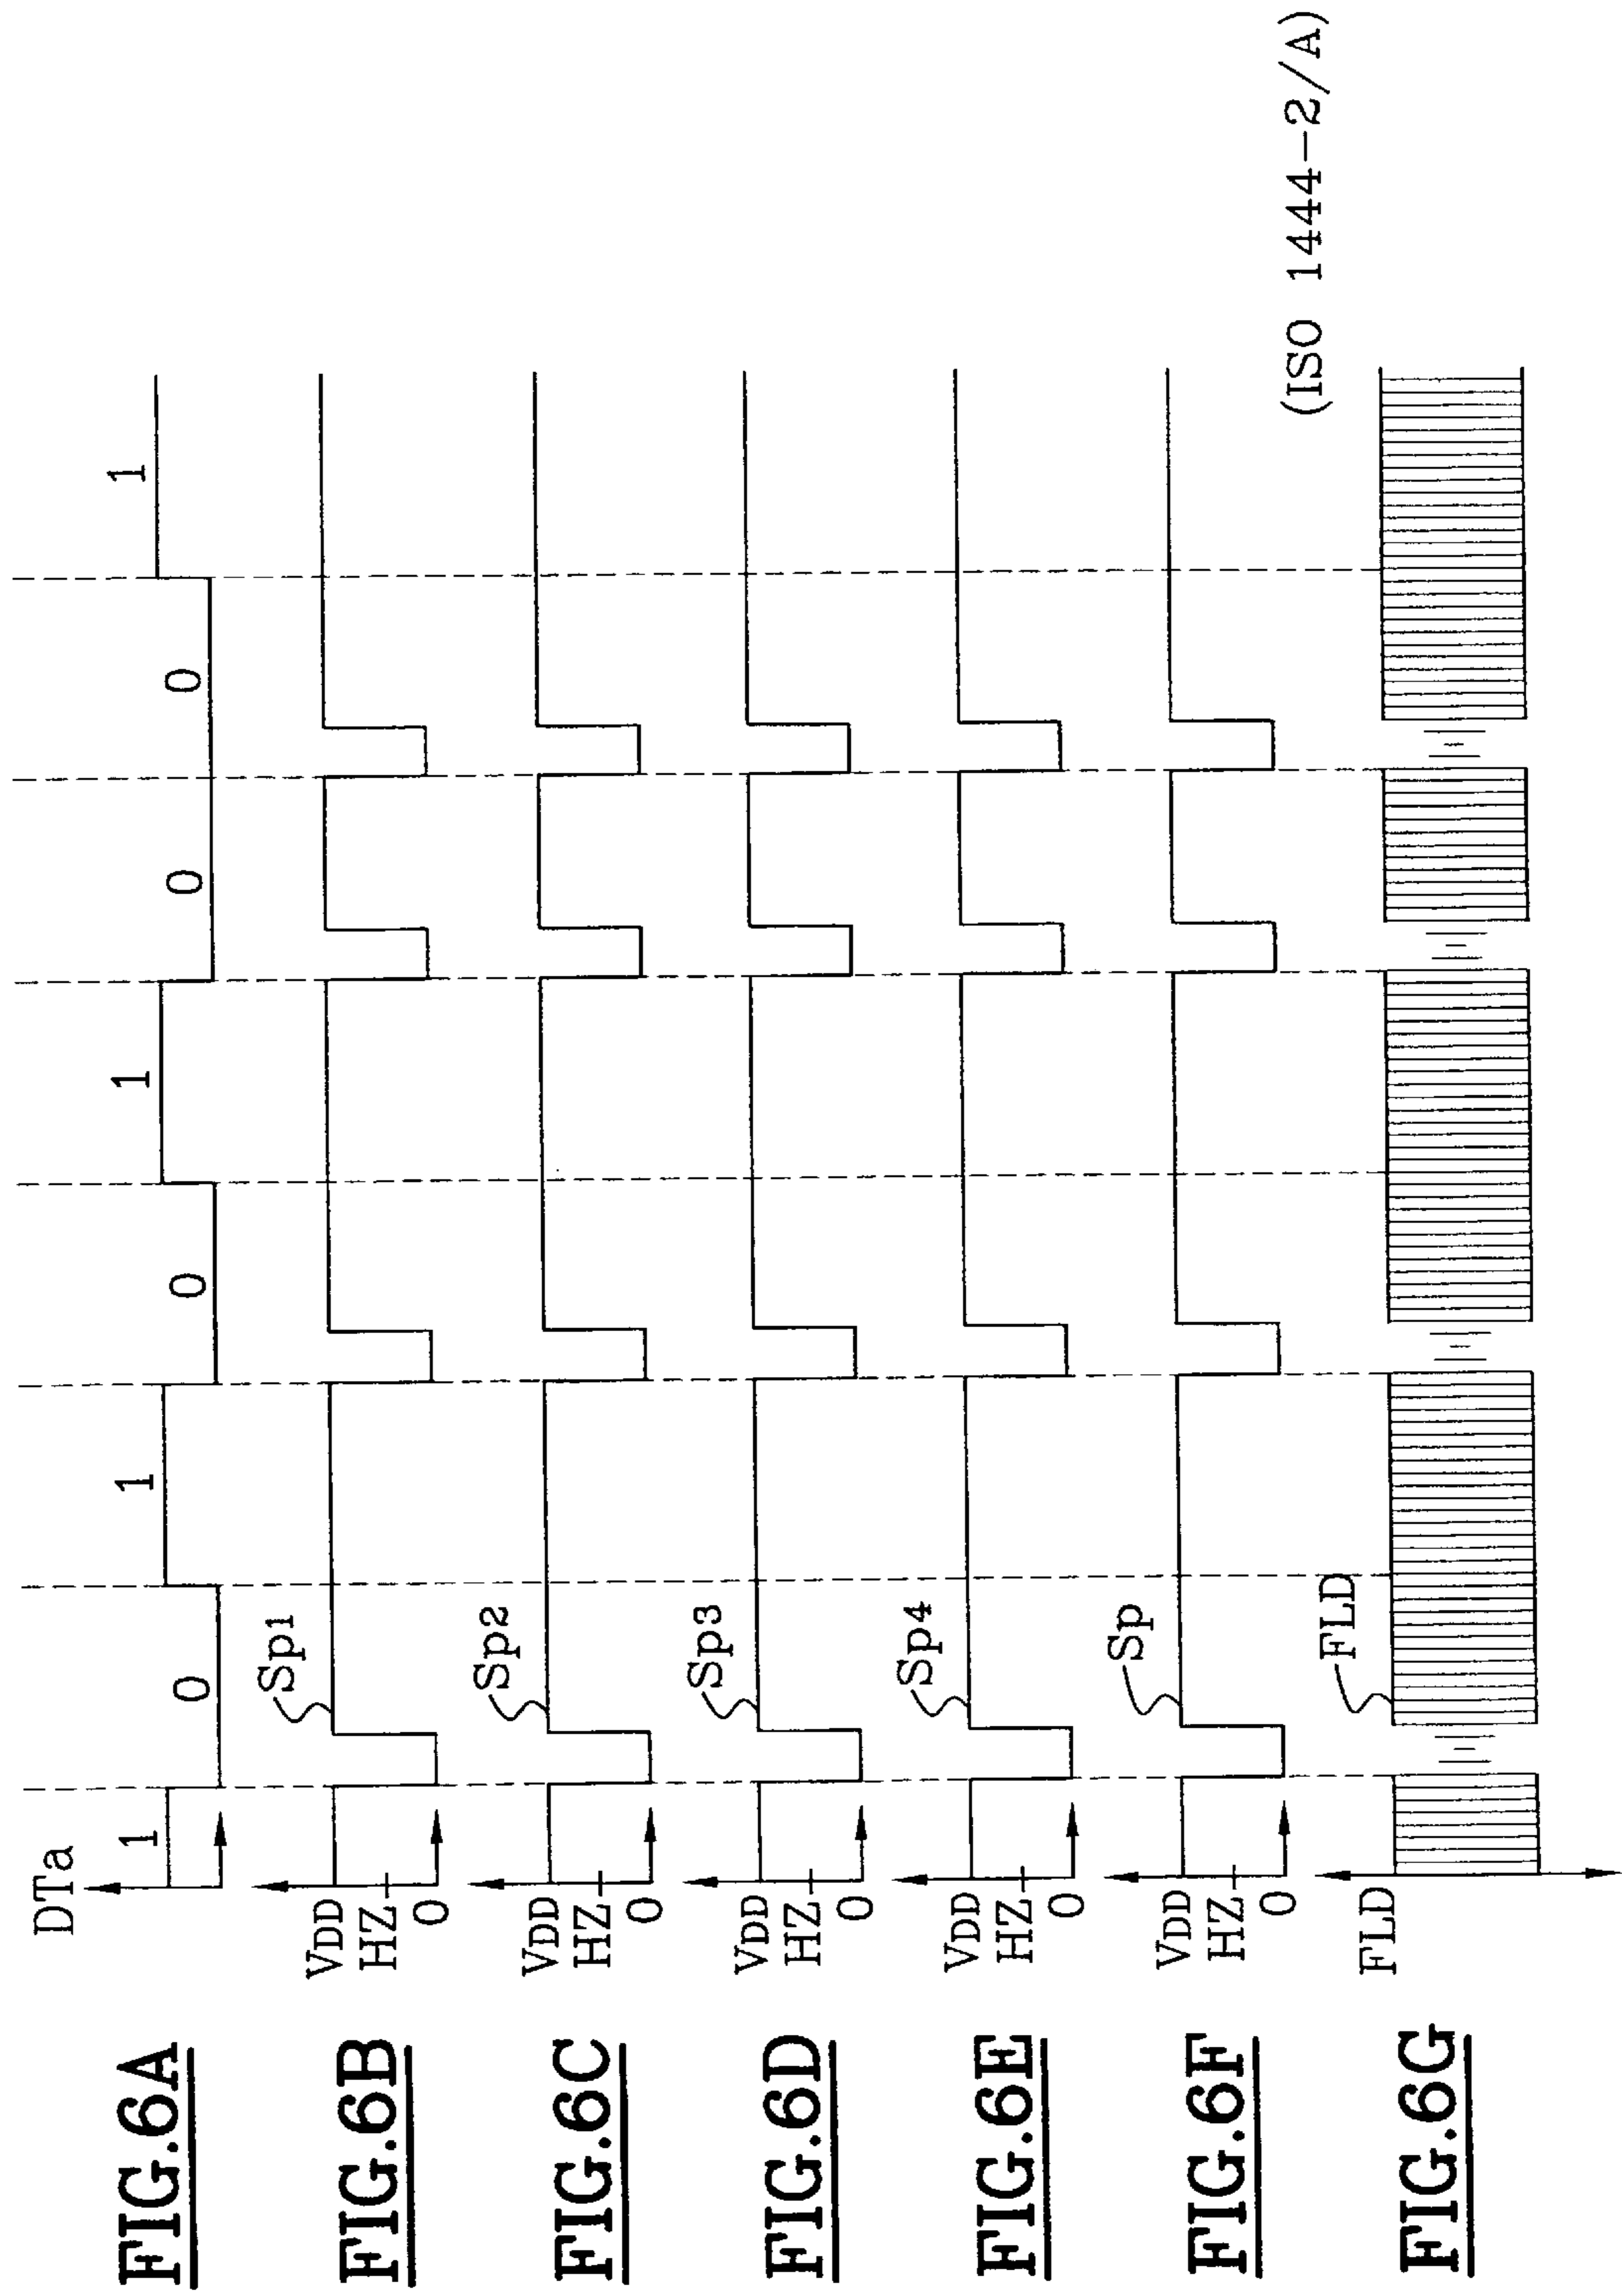 FIG.6A
DTa
1 0 1 0 1 0 0 1
FIG.6B
VDD
HZ
0
Sp1
FIG.6C
VDD
HZ
0
Sp2
FIG.6D
VDD
HZ
0
Sp3
FIG.6E
VDD
HZ
0
Sp4
FIG.6F
VDD
HZ
0
Sp
FIG.6G
FLD
FLD
(ISO 1444-2/A)